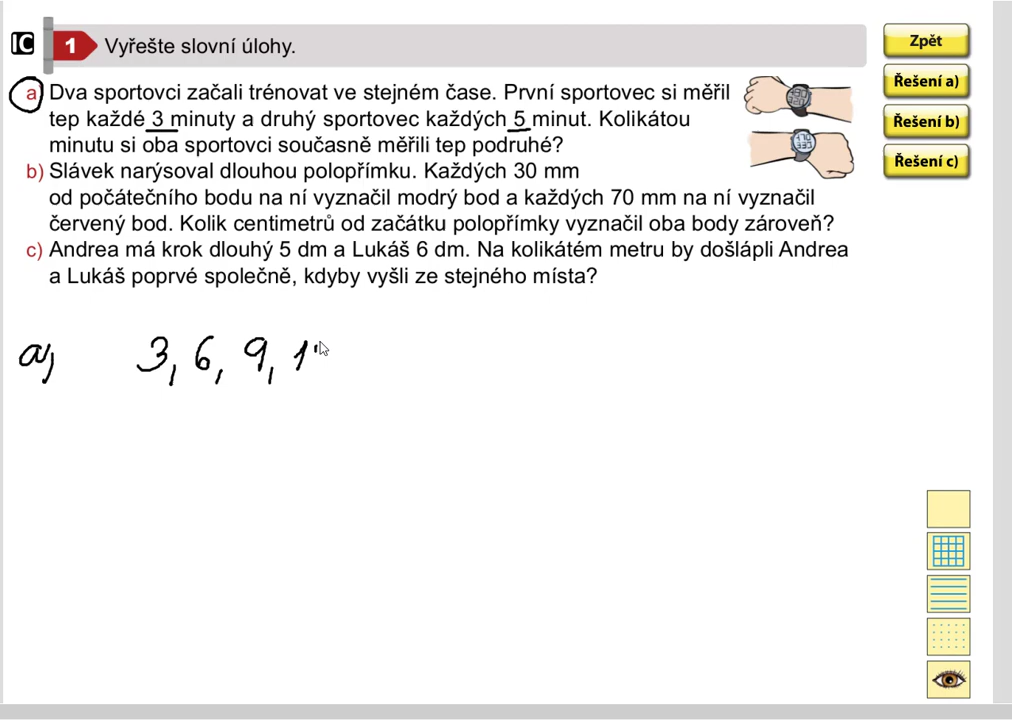 IC 1 Vyřešte slovní úlohy.
Zpět
Řešení a)
Řešení b)
Řešení c)
a) Dva sportovci začali trénovat ve stejném čase. První sportovec si měřil
tep každé 3 minuty a druhý sportovec každých 5 minut. Kolikátou
minutu si oba sportovci současně měřili tep podruhé?
b) Slávek narýsoval dlouhou polopřímku. Každých 30 mm
od počátečního bodu na ní vyznačil modrý bod a každých 70 mm na ní vyznačil
červený bod. Kolik centimetrů od začátku polopřímky vyznačil oba body zároveň?
c) Andrea má krok dlouhý 5 dm a Lukáš 6 dm. Na kolikátém metru by došlápli Andrea
a Lukáš poprvé společně, kdyby vyšli ze stejného místa?
a) 3, 6, 9, 1